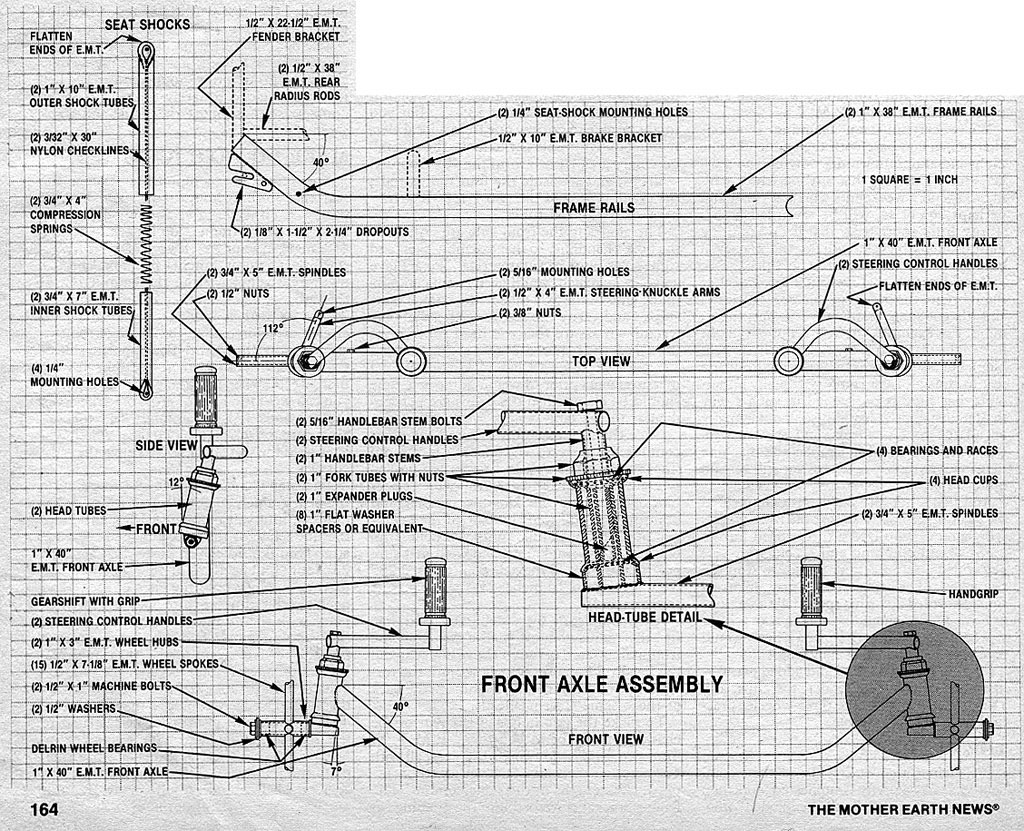 SEAT SHOCKS
FLATTEN
ENDS OF E.M.T.
(2) 1" X 10" E.M.T.
OUTER SHOCK TUBES
(2) 3/32" X 30"
NYLON CHECKLINES
(2) 3/4" X 4"
COMPRESSION
SPRINGS
(2) 3/4" X 7" E.M.T.
INNER SHOCK TUBES
(4) 1/4"
MOUNTING HOLES
1/2" X 22-1/2" E.M.T.
FENDER BRACKET
(2) 1/2" X 38"
E.M.T. REAR
RADIUS RODS
(2) 1/4" SEAT-SHOCK MOUNTING HOLES
1/2" X 10" E.M.T. BRAKE BRACKET
(2) 1" X 38" E.M.T. FRAME RAILS
40°
1 SQUARE = 1 INCH
FRAME RAILS
(2) 1/8" X 1-1/2" X 2-1/4" DROPOUTS
1" X 40" E.M.T. FRONT AXLE
(2) STEERING CONTROL HANDLES
FLATTEN ENDS OF E.M.T.
(2) 3/4" X 5" E.M.T. SPINDLES
(2) 1/2" NUTS
(2) 5/16" MOUNTING HOLES
(2) 1/2" X 4" E.M.T. STEERING-KNUCKLE ARMS
(2) 3/8" NUTS
112°
TOP VIEW
SIDE VIEW
12°
(2) HEAD TUBES
FRONT
1" X 40"
E.M.T. FRONT AXLE
(2) 5/16" HANDLEBAR STEM BOLTS
(2) STEERING CONTROL HANDLES
(2) 1" HANDLEBAR STEMS
(2) 1" FORK TUBES WITH NUTS
(2) 1" EXPANDER PLUGS
(8) 1" FLAT WASHER
SPACERS OR EQUIVALENT
(4) BEARINGS AND RACES
(4) HEAD CUPS
(2) 3/4" X 5" E.M.T. SPINDLES
HEAD-TUBE DETAIL
GEARSHIFT WITH GRIP
(2) STEERING CONTROL HANDLES
(2) 1" X 3" E.M.T. WHEEL HUBS
(15) 1/2" X 7-1/8" E.M.T. WHEEL SPOKES
(2) 1/2" X 1" MACHINE BOLTS
(2) 1/2" WASHERS
DELRIN WHEEL BEARINGS
1" X 40" E.M.T. FRONT AXLE
HANDGRIP
FRONT AXLE ASSEMBLY
40°
FRONT VIEW
7°
164
THE MOTHER EARTH NEWS®